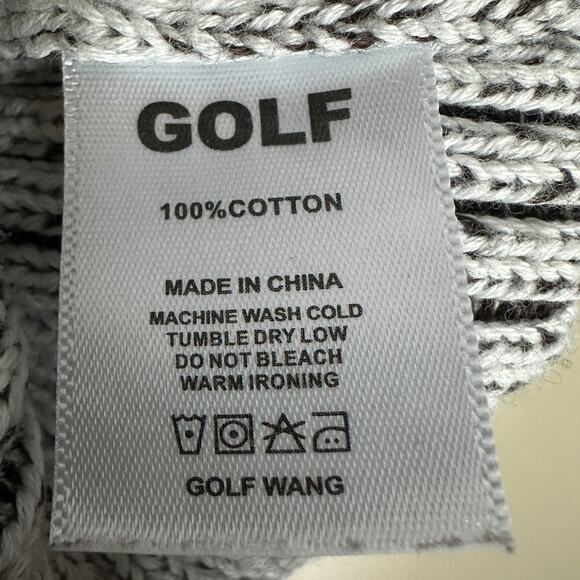 GOLF
100%COTTON
MADE IN CHINA
MACHINE WASH COLD
TUMBLE DRY LOW
DO NOT BLEACH
WARM IRONING
GOLF WANG